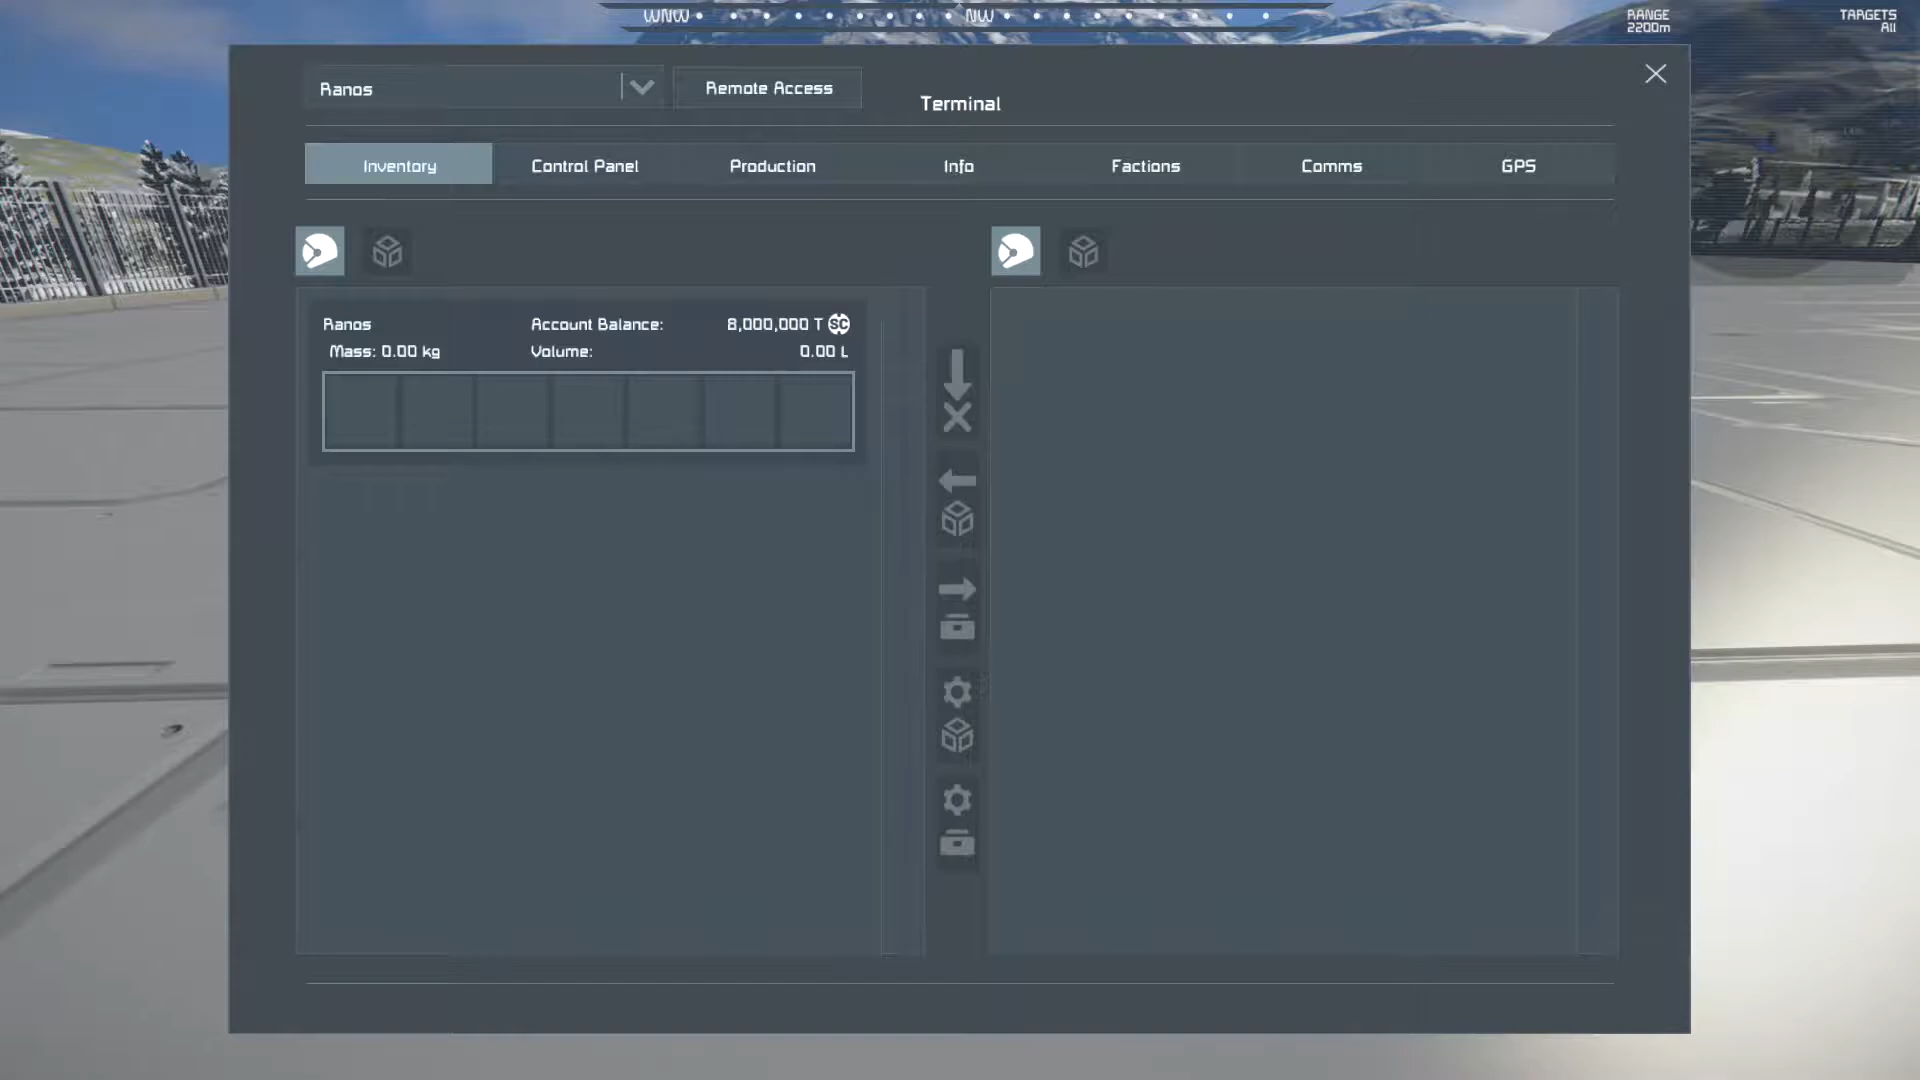 WNW
NW
RANGE
2200m
TARGETS
All
Ranos
Remote Access
Terminal
Inventory
Control Panel
Production
Info
Factions
Comms
GPS
Ranos
Account Balance:
8,000,000 T SC
Mass: 0.00 kg
Volume:
0.00 L